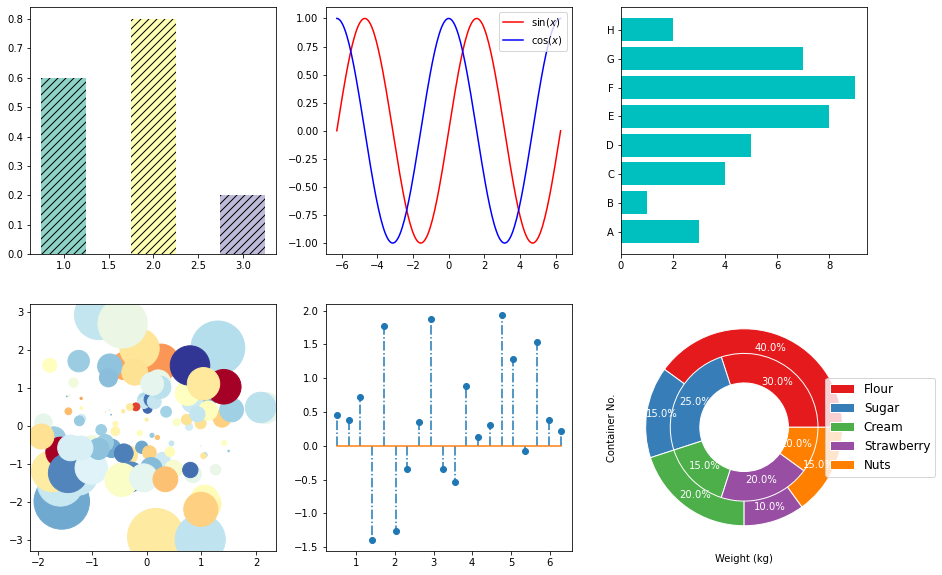 0.8
0.7
0.6
0.5
0.4
0.3
0.2
0.1
0.0
1.0 1.5 2.0 2.5 3.0
1.00
0.75
0.50
0.25
0.00
−0.25
−0.50
−0.75
−1.00
−6 −4 −2 0 2 4 6
sin(x)
cos(x)
H
G
F
E
D
C
B
A
0 2 4 6 8
3
2
1
0
−1
−2
−3
−2 −1 0 1 2
2.0
1.5
1.0
0.5
0.0
−0.5
−1.0
−1.5
1 2 3 4 5 6
Container No.
40.0%
30.0%
15.0%
25.0%
20.0%
15.0%
10.0%
20.0%
15.0%
10.0%
Flour
Sugar
Cream
Strawberry
Nuts
Weight (kg)